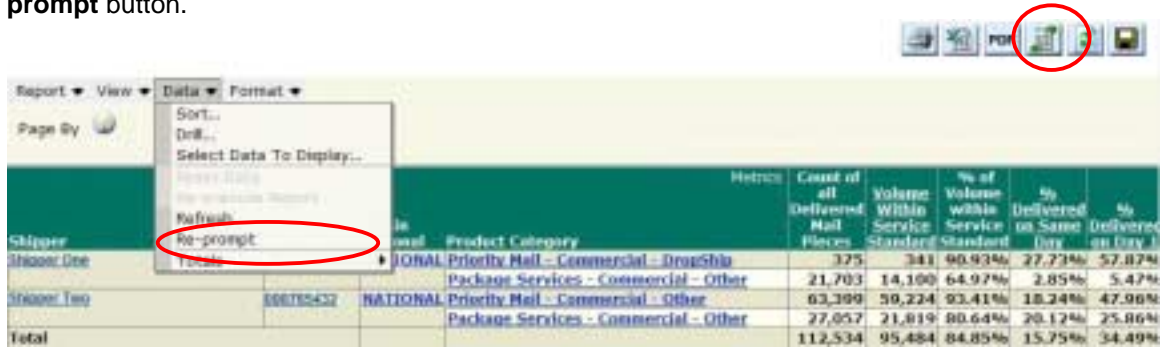 prompt button.
PDF
Report View Data Format
Page By
Sort...
Drill...
Select Data To Display...
Refresh
Re-prompt
Totals
Metrics
Shipper Product Category Count of all Delivered Mail Pieces Volume Within Service Standard % of Volume within Service Standard % Delivered on Same Day % Delivered on Day
Shipper One IONAL Priority Mail - Commercial - DropShip 375 341 90.93% 27.73% 57.87%
Package Services - Commercial - Other 21,703 14,100 64.97% 2.85% 5.47%
Shipper Two NATIONAL Priority Mail - Commercial - Other 63,399 59,224 93.41% 18.24% 47.96%
Package Services - Commercial - Other 27,057 21,819 80.64% 20.12% 25.86%
Total 112,534 95,484 84.85% 15.75% 34.49%